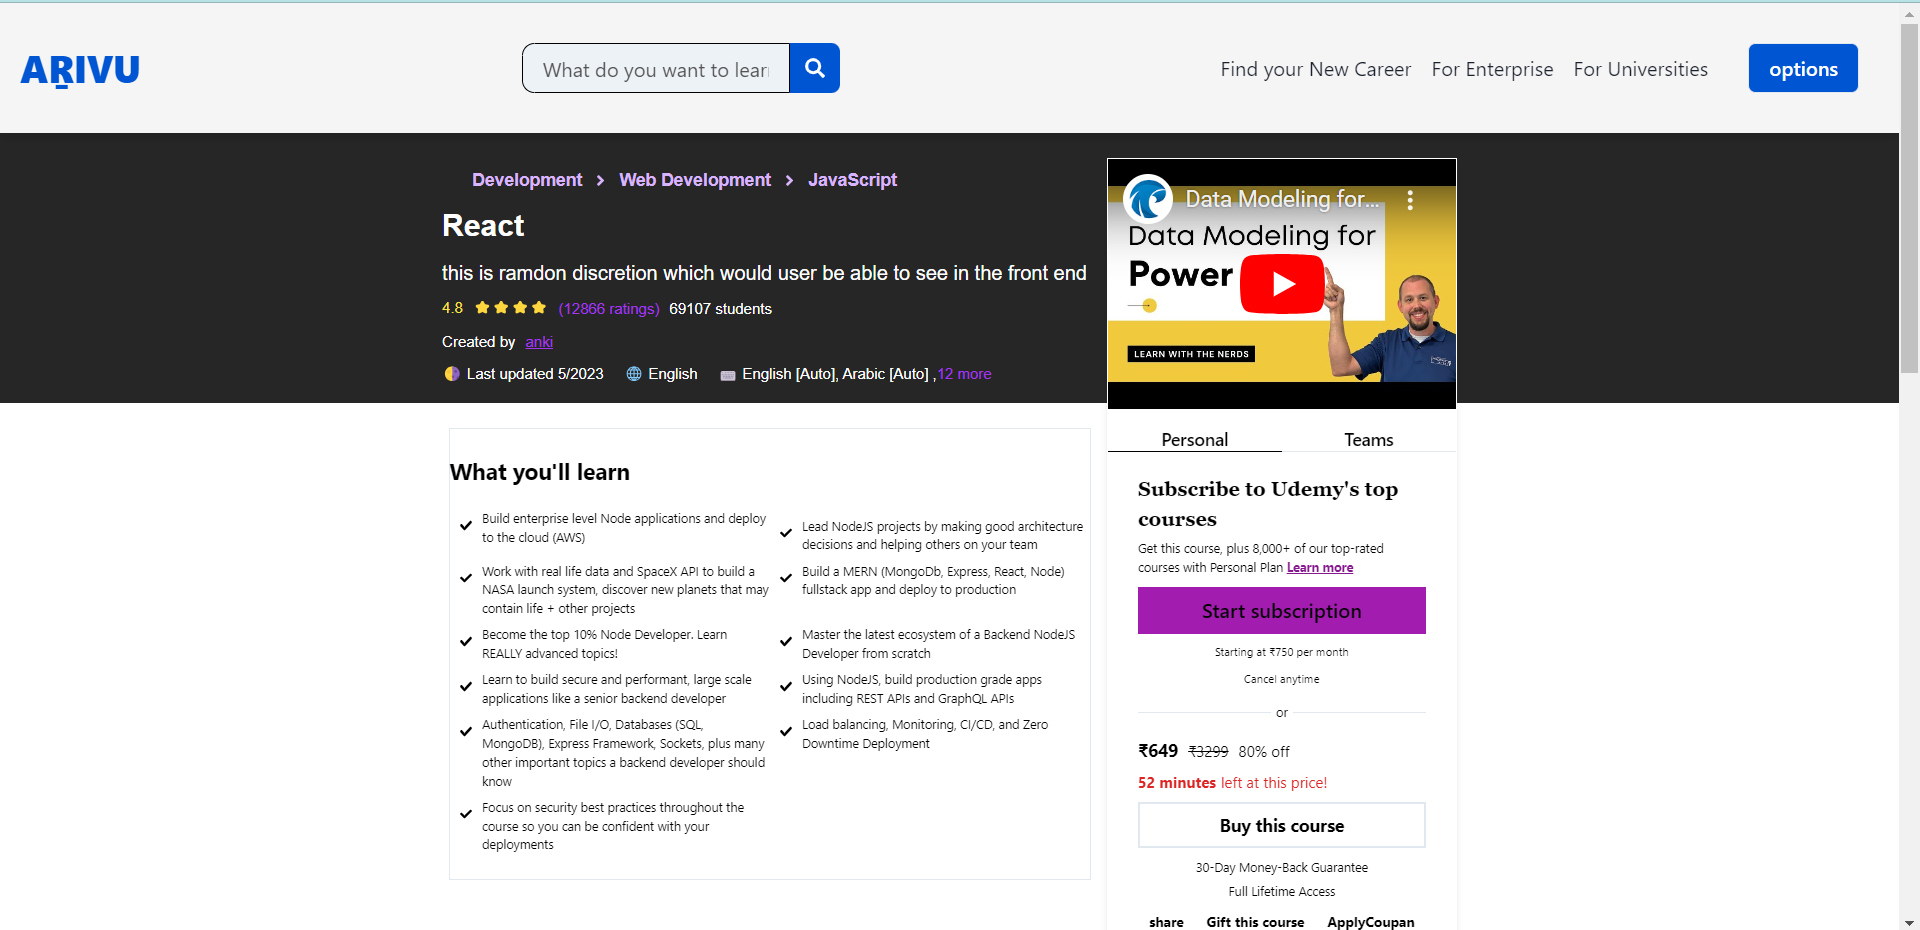 AṞIVU
What do you want to lear
Find your New Career
For Enterprise
For Universities
options
Development > Web Development > JavaScript
React
this is ramdon discretion which would user be able to see in the front end
4.8 (12866 ratings) 69107 students
Created by anki
Last updated 5/2023 English English [Auto], Arabic [Auto] ,12 more
Data Modeling for...
Data Modeling for
Power
LEARN WITH THE NERDS
What you'll learn
Build enterprise level Node applications and deploy
to the cloud (AWS)
Lead NodeJS projects by making good architecture
decisions and helping others on your team
Work with real life data and SpaceX API to build a
NASA launch system, discover new planets that may
contain life + other projects
Build a MERN (MongoDb, Express, React, Node)
fullstack app and deploy to production
Become the top 10% Node Developer. Learn
REALLY advanced topics!
Master the latest ecosystem of a Backend NodeJS
Developer from scratch
Learn to build secure and performant, large scale
applications like a senior backend developer
Using NodeJS, build production grade apps
including REST APIs and GraphQL APIs
Authentication, File I/O, Databases (SQL,
MongoDB), Express Framework, Sockets, plus many
other important topics a backend developer should
know
Load balancing, Monitoring, CI/CD, and Zero
Downtime Deployment
Focus on security best practices throughout the
course so you can be confident with your
deployments
Personal
Teams
Subscribe to Udemy's top
courses
Get this course, plus 8,000+ of our top-rated
courses with Personal Plan Learn more
Start subscription
Starting at ₹750 per month
Cancel anytime
or
₹649 ₹3299 80% off
52 minutes left at this price!
Buy this course
30-Day Money-Back Guarantee
Full Lifetime Access
share
Gift this course
ApplyCoupan